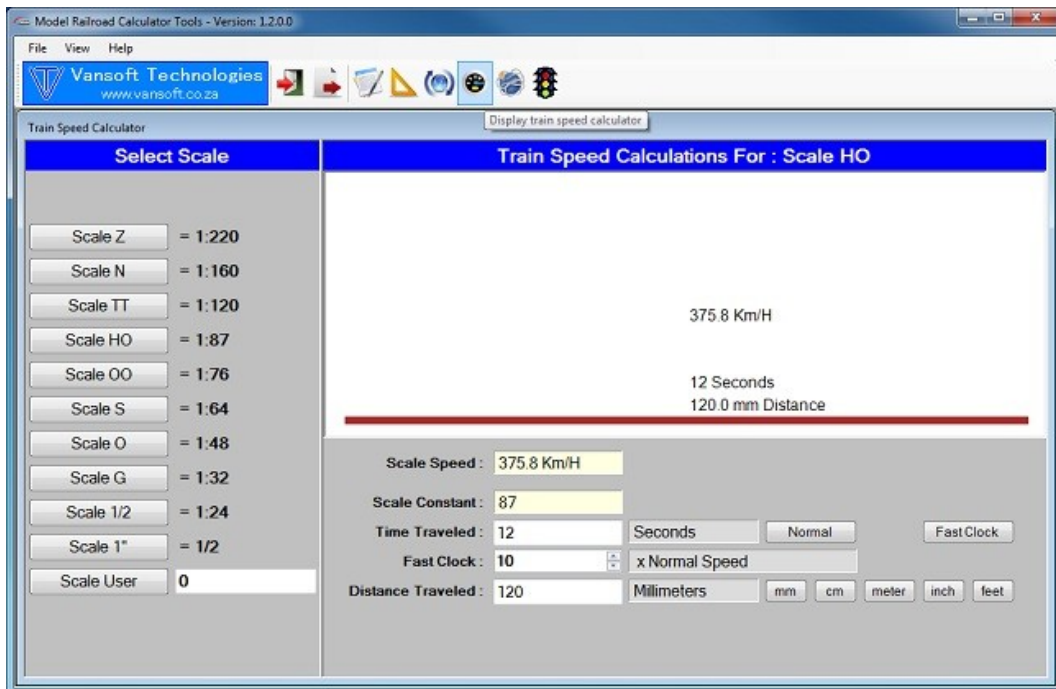 Model Railroad Calculator Tools - Version: 1.2.0.0
File View Help
Vansoft Technologies
www.vansoft.co.za
Display train speed calculator
Train Speed Calculator
Select Scale
Train Speed Calculations For : Scale HO
Scale Z = 1:220
Scale N = 1:160
Scale TT = 1:120
Scale HO = 1:87
Scale OO = 1:76
Scale S = 1:64
Scale O = 1:48
Scale G = 1:32
Scale 1/2 = 1:24
Scale 1" = 1/2
Scale User 0
375.8 Km/H
12 Seconds
120.0 mm Distance
Scale Speed : 375.8 Km/H
Scale Constant : 87
Time Traveled : 12 Seconds Normal Fast Clock
Fast Clock : 10 x Normal Speed
Distance Traveled : 120 Millimeters mm cm meter inch feet